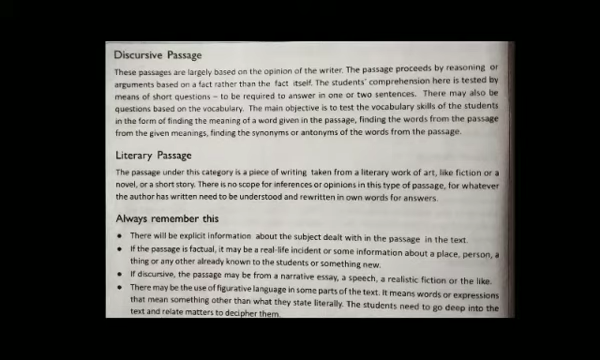 Discursive Passage
These passages are largely based on the opinion of the writer. The passage proceeds by reasoning or
arguments based on a fact rather than the fact itself. The students' comprehension here is tested by
means of short questions – to be required to answer in one or two sentences. There may also be
questions based on the vocabulary. The main objective is to test the vocabulary skills of the students
in the form of finding the meaning of a word given in the passage, finding the words from the passage
from the given meanings, finding the synonyms or antonyms of the words from the passage.
Literary Passage
The passage under this category is a piece of writing taken from a literary work of art, like fiction or a
novel, or a short story. There is no scope for inferences or opinions in this type of passage, for whatever
the author has written need to be understood and rewritten in own words for answers.
Always remember this
• There will be explicit information about the subject dealt with in the passage in the text.
• If the passage is factual, it may be a real-life incident or some information about a place, person, a
thing or any other already known to the students or something new.
• If discursive, the passage may be from a narrative essay, a speech, a realistic fiction or the like.
• There may be the use of figurative language in some parts of the text. It means words or expressions
that mean something other than what they state literally. The students need to go deep into the
text and relate matters to decipher them.